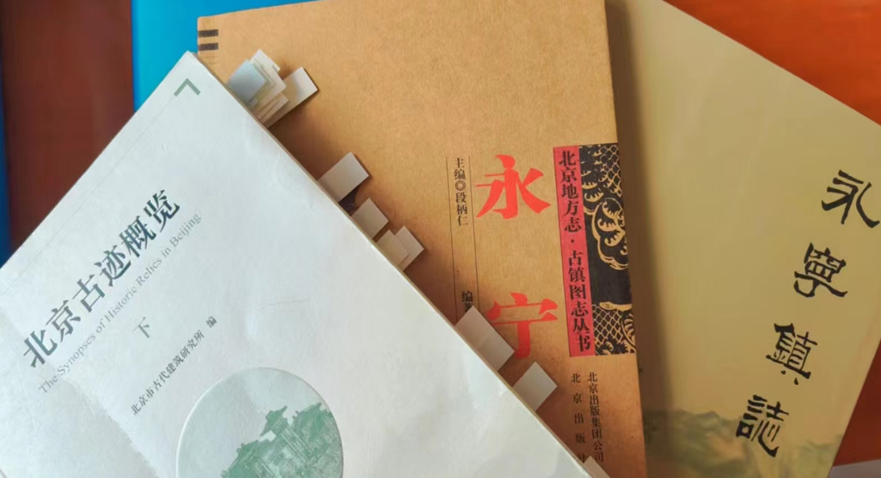 北京古迹概览
The Synopses of Historic Relics in Beijing
下
北京市古代建筑研究所 编
北京地方志·古镇图志丛书
永宁
主编◎段柄仁
编
北京出版集团公司
北京出版
永寧鎮誌